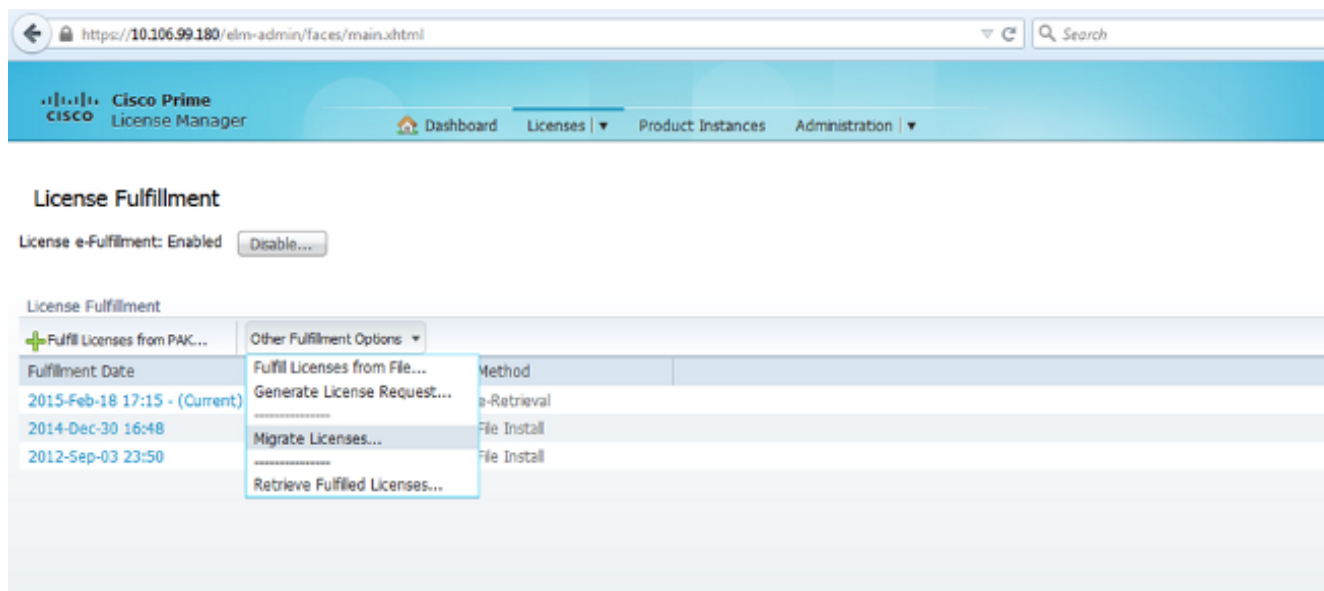 https://10.106.99.180/elm-admin/faces/main.xhtml
Search
Cisco Prime
CISCO License Manager
Dashboard Licenses Product Instances Administration
License Fulfillment
License e-Fulfillment: Enabled Disable...
License Fulfillment
Fulfill Licenses from PAK... Other Fulfillment Options
Fulfillment Date Method
Fulfill Licenses from File...
Generate License Request...
---------------
Migrate Licenses...
---------------
Retrieve Fulfilled Licenses...
2015-Feb-18 17:15 - (Current) e-Retrieval
2014-Dec-30 16:48 File Install
2012-Sep-03 23:50 File Install